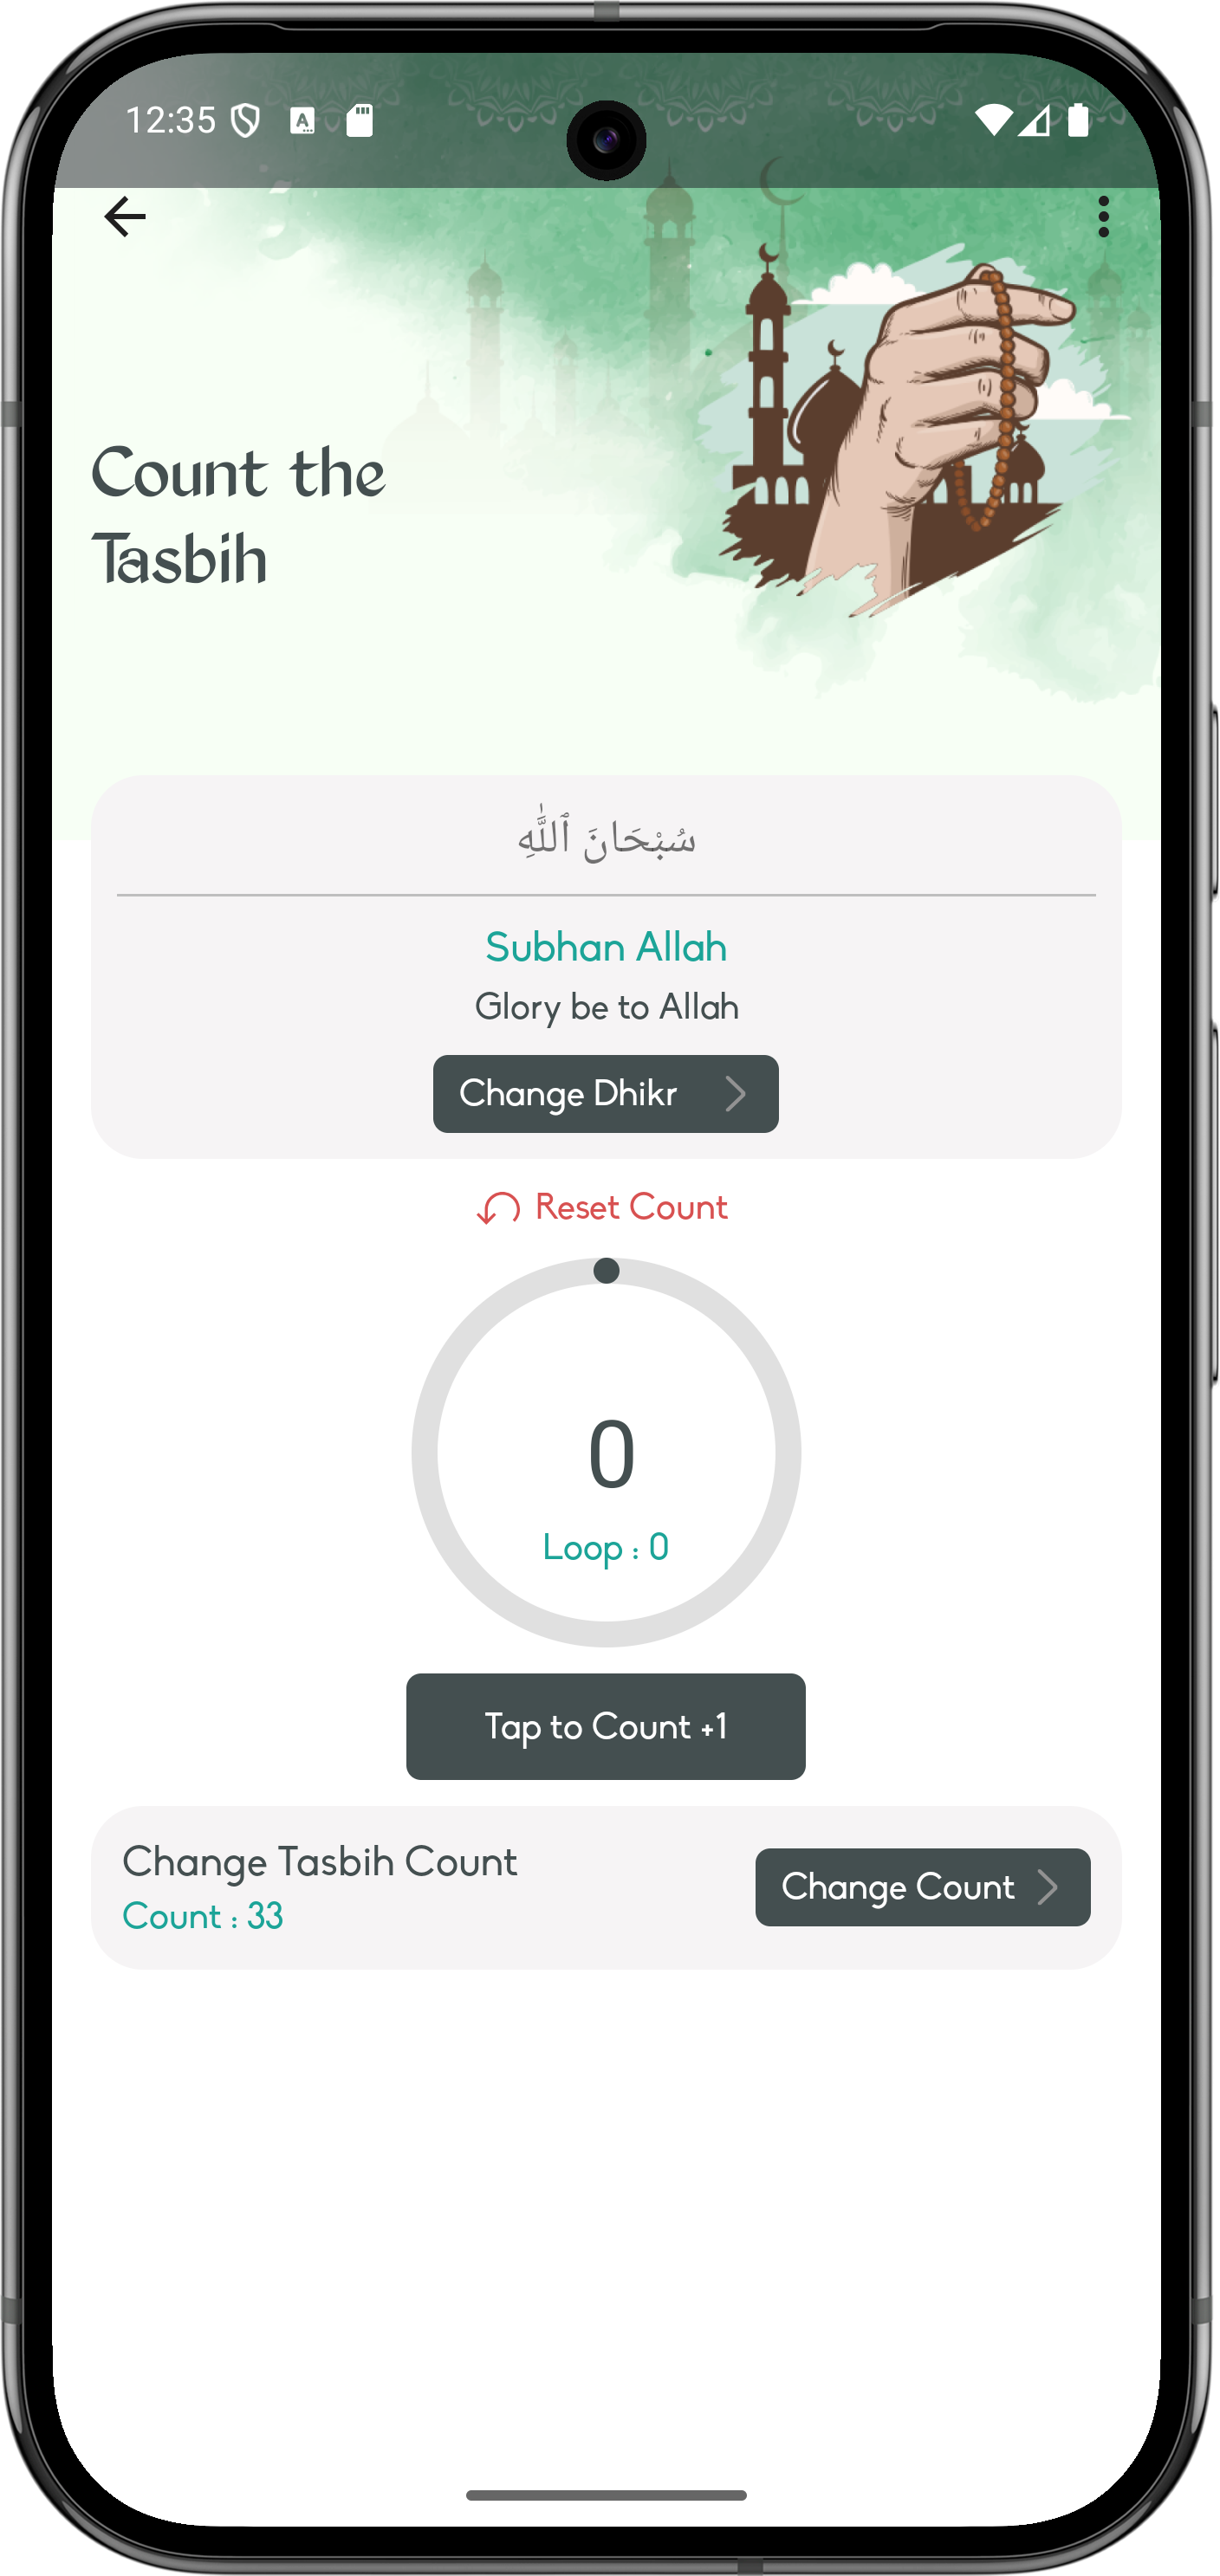 12:35
Count the
Tasbih
سُبْحَانَ ٱللَّٰهِ
Subhan Allah
Glory be to Allah
Change Dhikr
Reset Count
0
Loop : 0
Tap to Count +1
Change Tasbih Count
Count : 33
Change Count